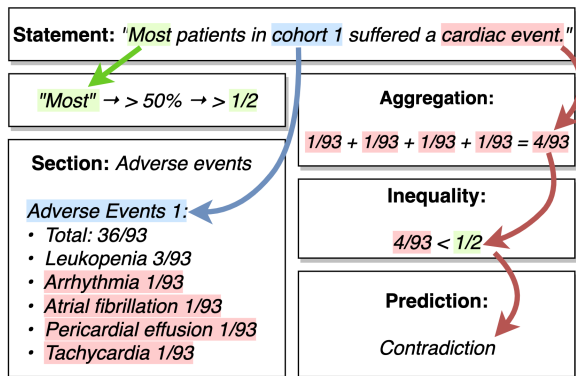 Statement: "Most patients in cohort 1 suffered a cardiac event."
"Most" → > 50% → > 1/2
Section: Adverse events
Adverse Events 1:
• Total: 36/93
• Leukopenia 3/93
• Arrhythmia 1/93
• Atrial fibrillation 1/93
• Pericardial effusion 1/93
• Tachycardia 1/93
Aggregation:
1/93 + 1/93 + 1/93 + 1/93 = 4/93
Inequality:
4/93 < 1/2
Prediction:
Contradiction